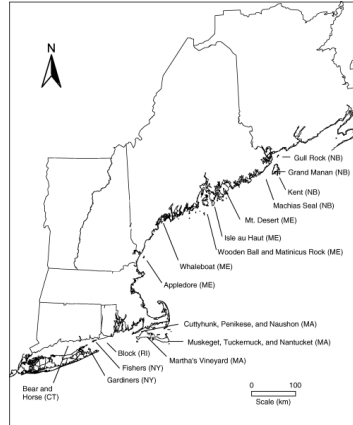 N
Gull Rock (NB)
Grand Manan (NB)
Kent (NB)
Machias Seal (NB)
Mt. Desert (ME)
Isle au Haut (ME)
Wooden Ball and Matinicus Rock (ME)
Whaleboat (ME)
Appledore (ME)
Cuttyhunk, Penikese, and Naushon (MA)
Muskeget, Tuckernuck, and Nantucket (MA)
Block (RI)
Martha's Vineyard (MA)
Fishers (NY)
Gardiners (NY)
Bear and
Horse (CT)
0 100
Scale (km)